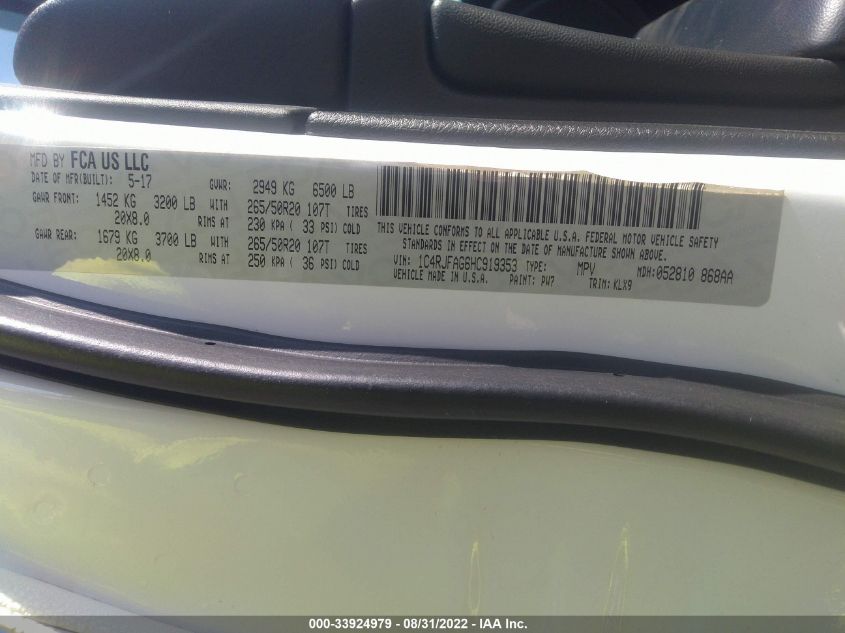 MFD BY FCA US LLC
DATE OF MFR(BUILT): 5-17 GVWR: 2949 KG 6500 LB
GAWR FRONT: 1452 KG 3200 LB WITH 265/50R20 107T TIRES
20X8.0 RIMS AT 230 KPA ( 33 PSI) COLD
GAWR REAR: 1679 KG 3700 LB WITH 265/50R20 107T TIRES
20X8.0 RIMS AT 250 KPA ( 36 PSI) COLD
THIS VEHICLE CONFORMS TO ALL APPLICABLE U.S.A. FEDERAL MOTOR VEHICLE SAFETY
STANDARDS IN EFFECT ON THE DATE OF MANUFACTURE SHOWN ABOVE.
VIN: 1C4RJFAG6HC919353 TYPE: MPV MDH: 052810 868AA
VEHICLE MADE IN U.S.A. PAINT: PW7 TRIM: KLX9
000-33924979 - 08/31/2022 - IAA Inc.